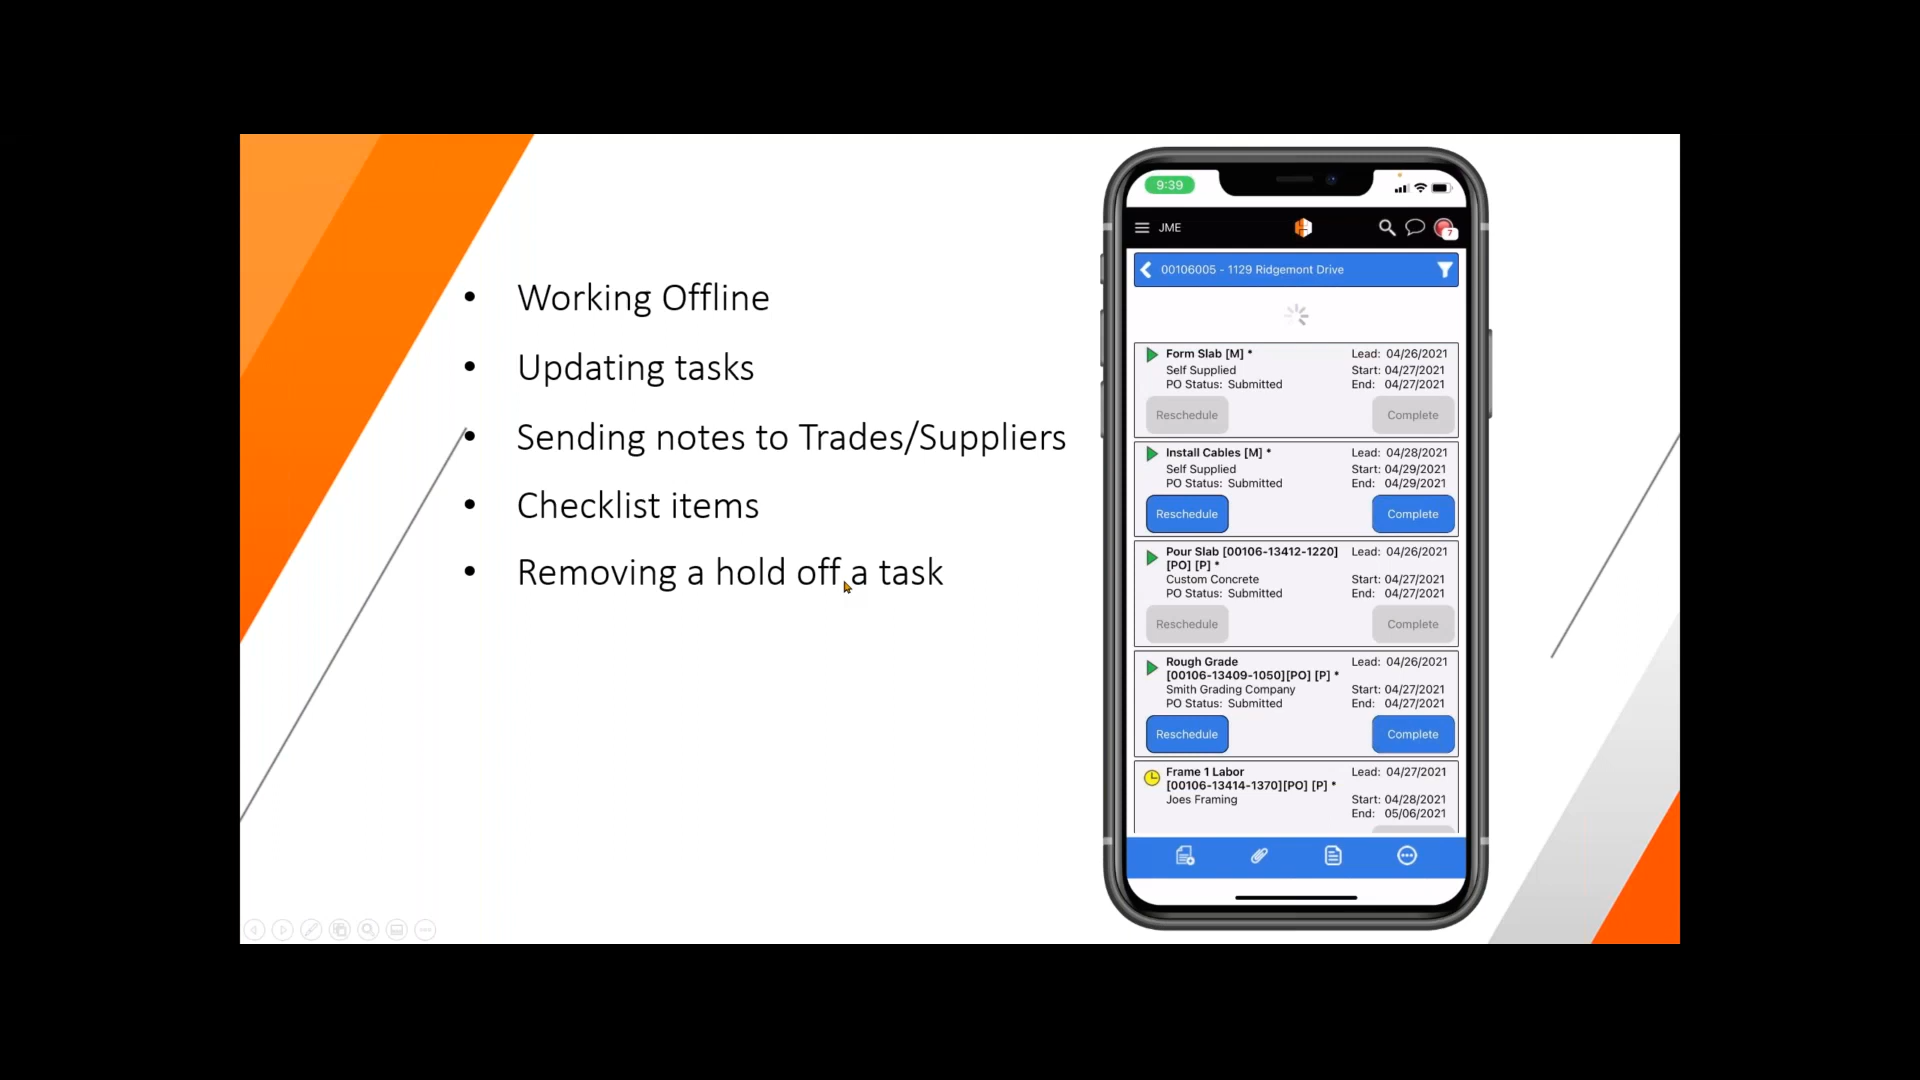 • Working Offline
• Updating tasks
• Sending notes to Trades/Suppliers
• Checklist items
• Removing a hold off a task
9:39
JME
7
00106005 - 1129 Ridgemont Drive
Form Slab [M] * Lead: 04/26/2021
Self Supplied Start: 04/27/2021
PO Status: Submitted End: 04/27/2021
Reschedule Complete
Install Cables [M] * Lead: 04/28/2021
Self Supplied Start: 04/29/2021
PO Status: Submitted End: 04/29/2021
Reschedule Complete
Pour Slab [00106-13412-1220] Lead: 04/26/2021
[PO] [P] *
Custom Concrete Start: 04/27/2021
PO Status: Submitted End: 04/27/2021
Reschedule Complete
Rough Grade Lead: 04/26/2021
[00106-13409-1050][PO] [P] *
Smith Grading Company Start: 04/27/2021
PO Status: Submitted End: 04/27/2021
Reschedule Complete
Frame 1 Labor Lead: 04/27/2021
[00106-13414-1370][PO] [P] *
Joes Framing Start: 04/28/2021
End: 05/06/2021